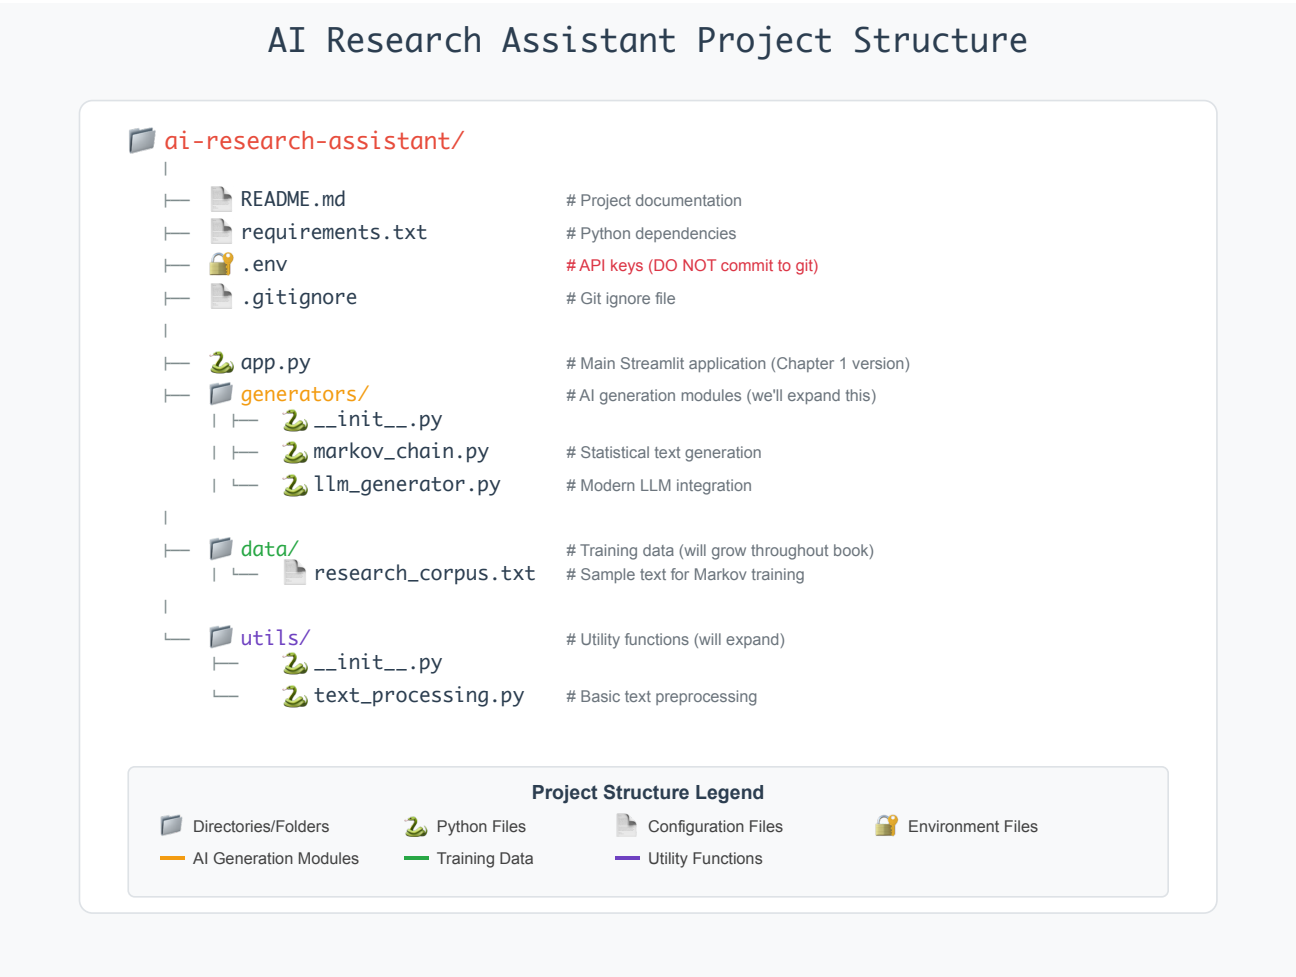 AI Research Assistant Project Structure
ai-research-assistant/
README.md # Project documentation
requirements.txt # Python dependencies
.env # API keys (DO NOT commit to git)
.gitignore # Git ignore file
app.py # Main Streamlit application (Chapter 1 version)
generators/ # AI generation modules (we'll expand this)
__init__.py
markov_chain.py # Statistical text generation
llm_generator.py # Modern LLM integration
data/ # Training data (will grow throughout book)
research_corpus.txt # Sample text for Markov training
utils/ # Utility functions (will expand)
__init__.py
text_processing.py # Basic text preprocessing
Project Structure Legend
Directories/Folders Python Files Configuration Files Environment Files
AI Generation Modules Training Data Utility Functions